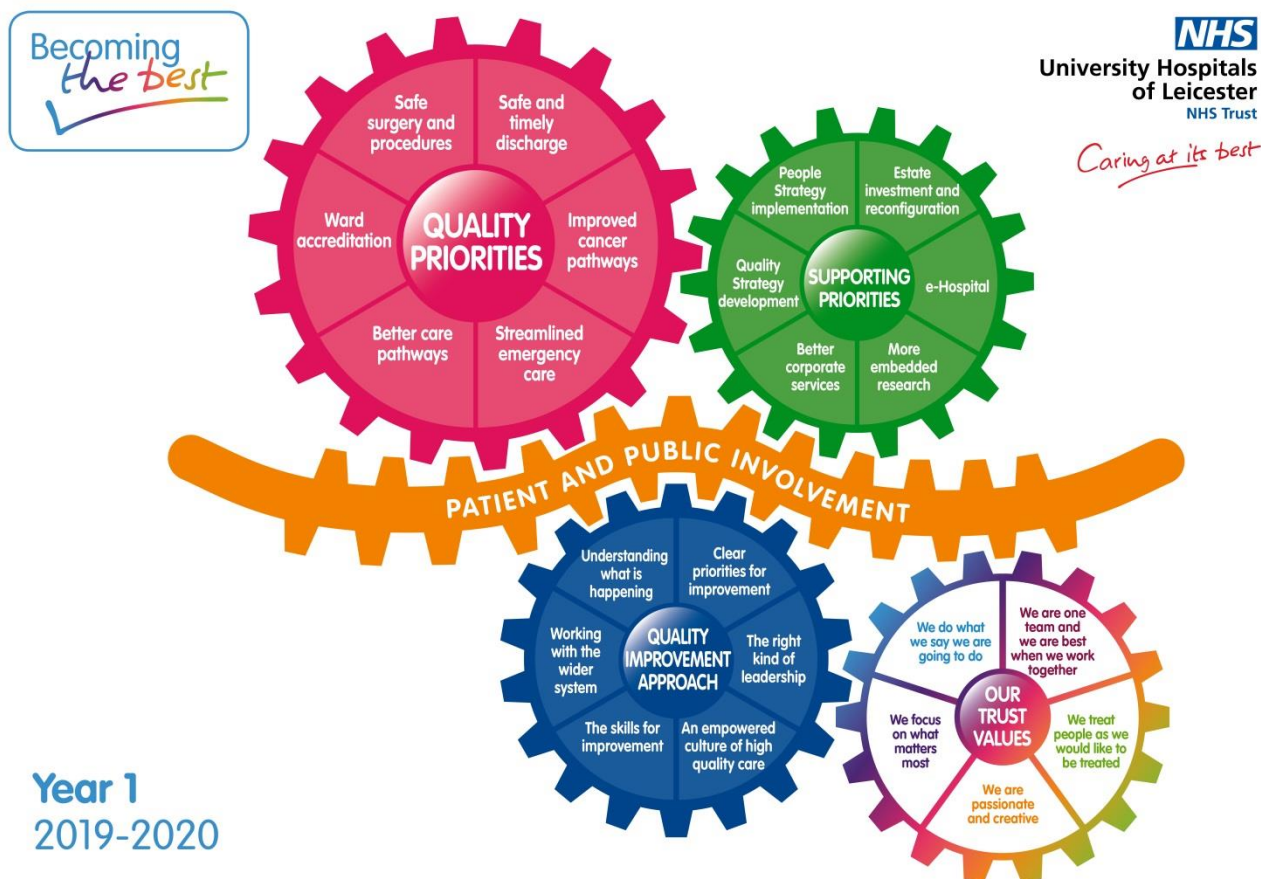 Becoming
the best
NHS
University Hospitals
of Leicester
NHS Trust
Caring at its best
QUALITY
PRIORITIES
Safe
surgery and
procedures
Safe and
timely
discharge
Improved
cancer
pathways
Streamlined
emergency
care
Better care
pathways
Ward
accreditation
SUPPORTING
PRIORITIES
People
Strategy
implementation
Estate
investment and
reconfiguration
e-Hospital
More
embedded
research
Better
corporate
services
Quality
Strategy
development
PATIENT AND PUBLIC INVOLVEMENT
QUALITY
IMPROVEMENT
APPROACH
Understanding
what is
happening
Clear
priorities for
improvement
The right
kind of
leadership
An empowered
culture of high
quality care
The skills for
improvement
Working
with the
wider
system
OUR
TRUST
VALUES
We do what
we say we are
going to do
We are one
team and
we are best
when we work
together
We treat
people as we
would like to
be treated
We are
passionate
and creative
We focus
on what
matters
most
Year 1
2019-2020